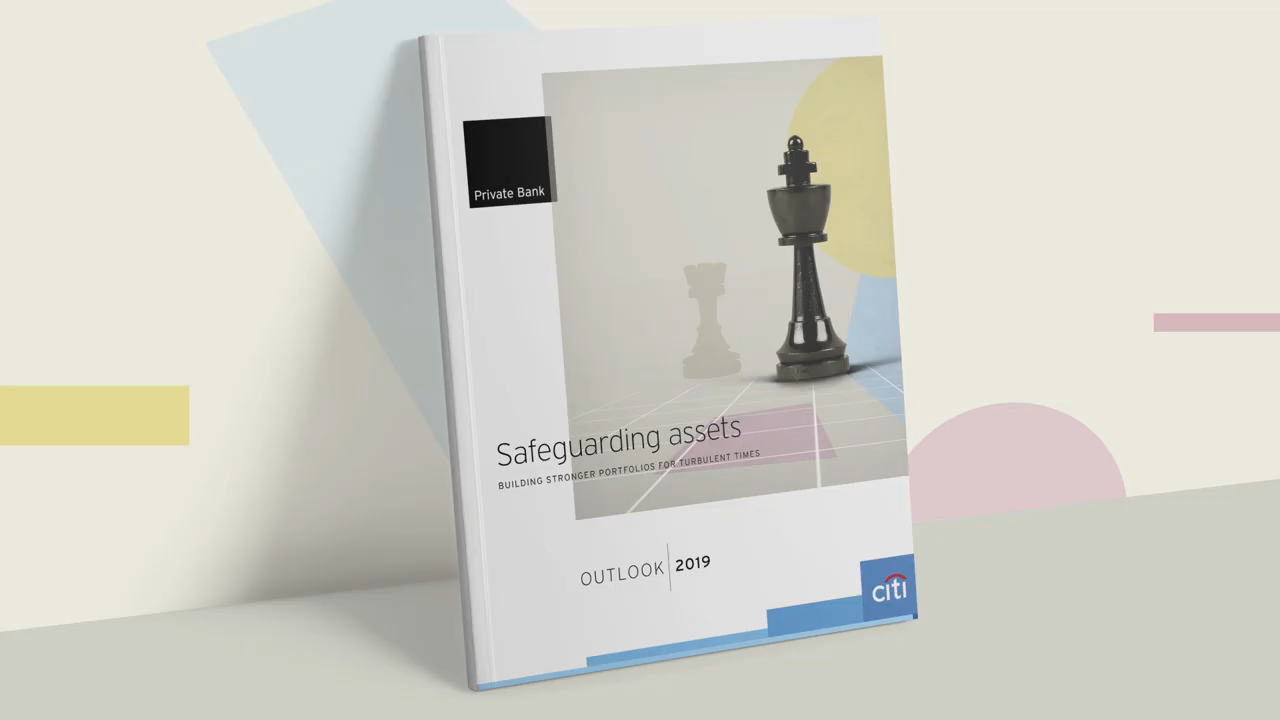 Private Bank
Safeguarding assets
BUILDING STRONGER PORTFOLIOS FOR TURBULENT TIMES
OUTLOOK | 2019
citi